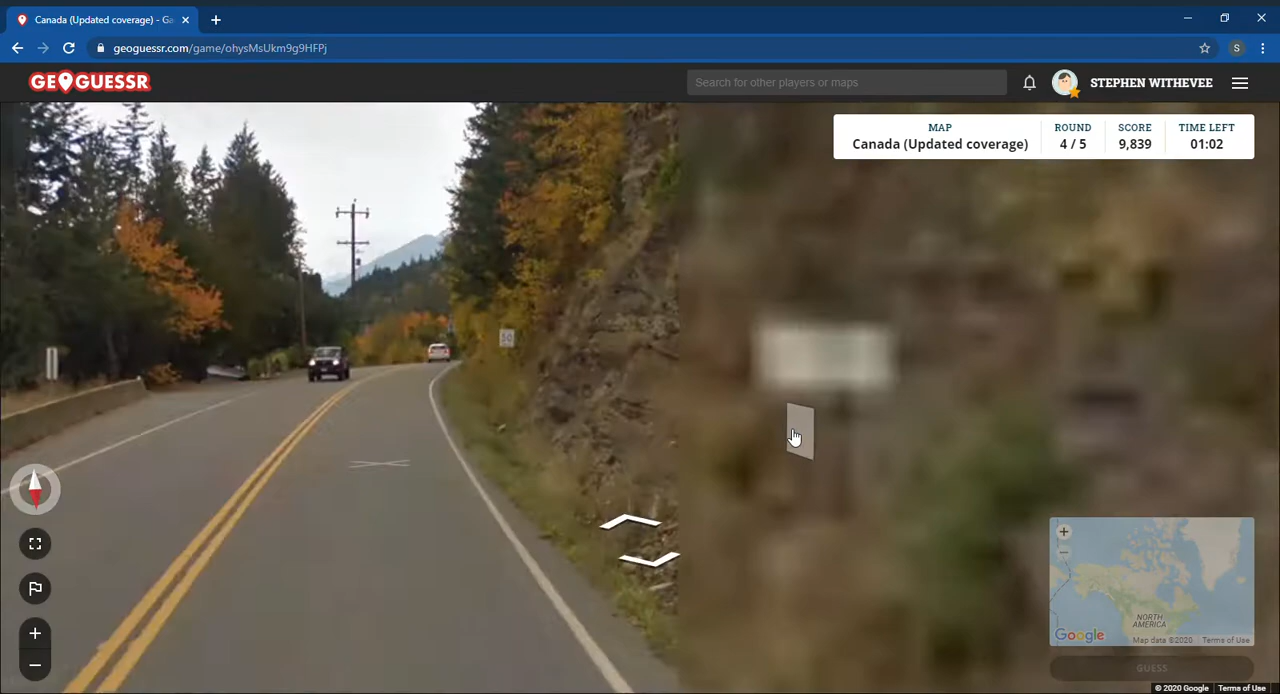 Canada (Updated coverage) - Ge
geoguessr.com/game/ohysMsUkm9g9HFPj
S
GEOGUESSR
Search for other players or maps
STEPHEN WITHEVEE
MAP
Canada (Updated coverage)
ROUND
4 / 5
SCORE
9,839
TIME LEFT
01:02
50
NORTH
AMERICA
Google
Map data ©2020
Terms of Use
GUESS
© 2020 Google
Terms of Use